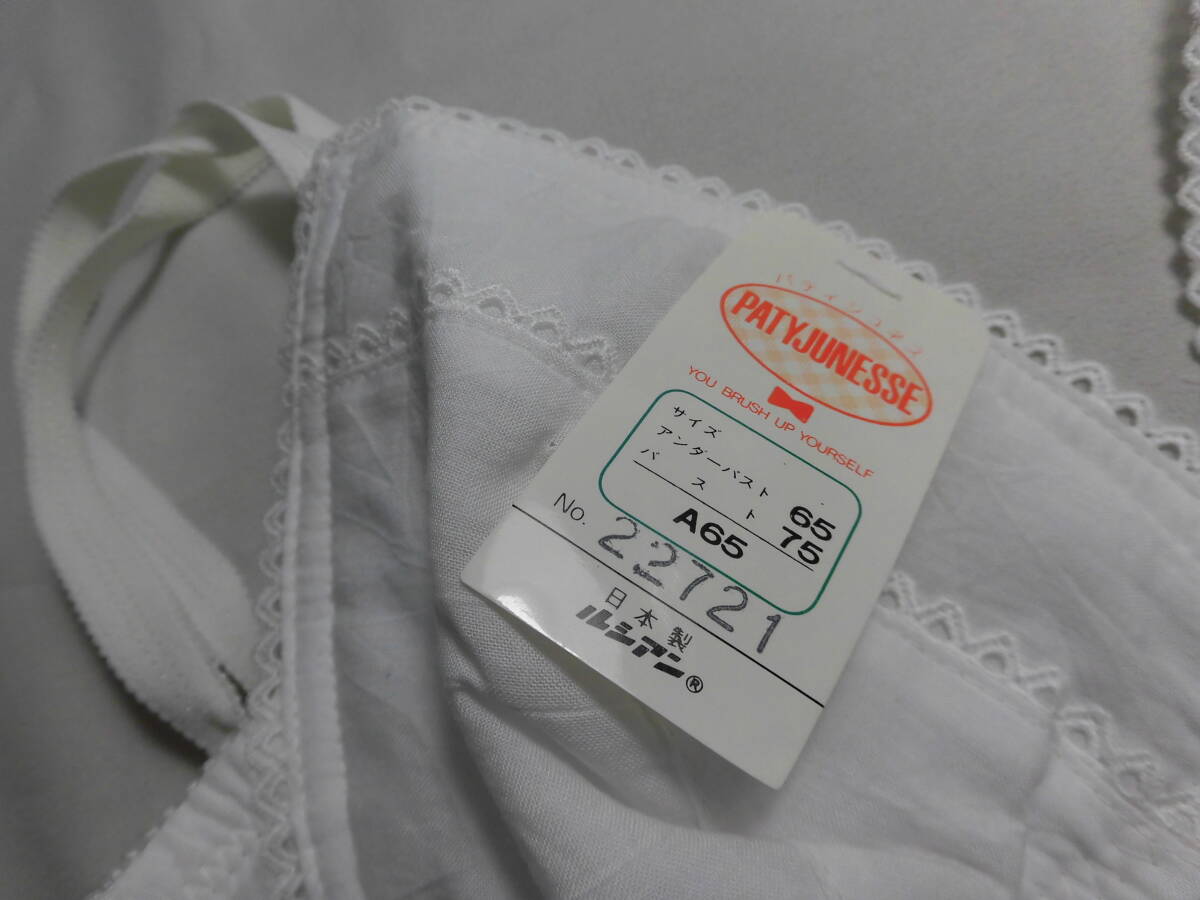 パティジュネス
PATYJUNESSE
YOU BRUSH UP YOURSELF
サイズ
アンダーバスト 65
バスト 75
A65
No. 22721
日本製
ルシアン®